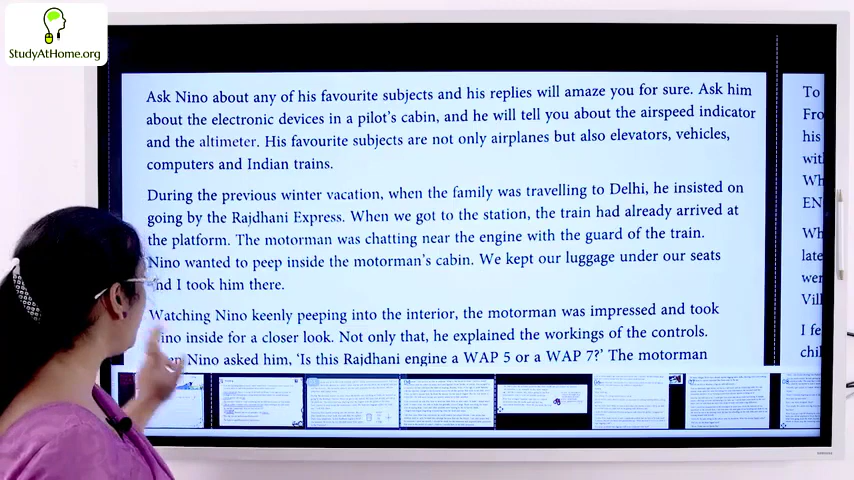 StudyAtHome.org
Ask Nino about any of his favourite subjects and his replies will amaze you for sure. Ask him
about the electronic devices in a pilot's cabin, and he will tell you about the airspeed indicator
and the altimeter. His favourite subjects are not only airplanes but also elevators, vehicles,
computers and Indian trains.
During the previous winter vacation, when the family was travelling to Delhi, he insisted on
going by the Rajdhani Express. When we got to the station, the train had already arrived at
the platform. The motorman was chatting near the engine with the guard of the train.
Nino wanted to peep inside the motorman's cabin. We kept our luggage under our seats
and I took him there.
Watching Nino keenly peeping into the interior, the motorman was impressed and took
Nino inside for a closer look. Not only that, he explained the workings of the controls.
Nino asked him, 'Is this Rajdhani engine a WAP 5 or a WAP 7?' The motorman
To
Fro
his
wit
Wh
EN
Wh
late
wer
Vill
I fe
chil